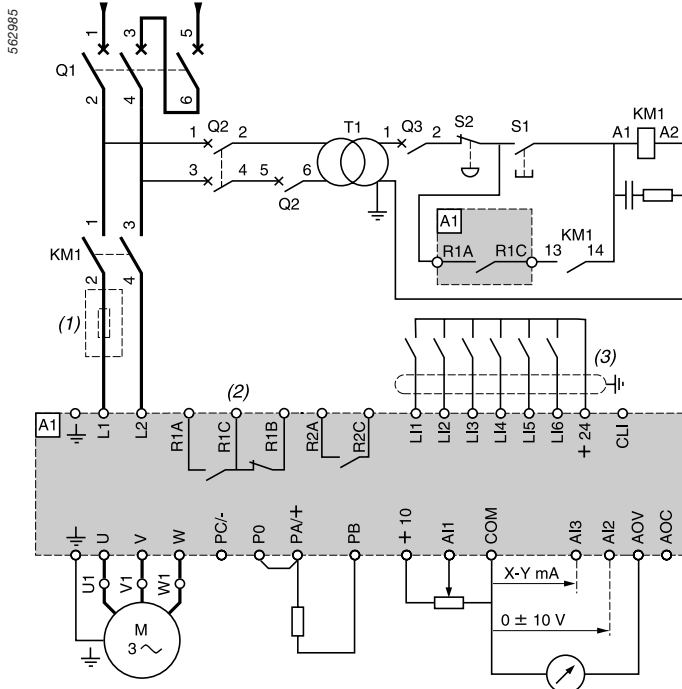 562985
1 3 5
Q1
2 4 6
1 Q2 2 T1 1 Q3 2 S2 S1 KM1
A1 A2
3 4 5 6
Q2
A1
1 3
KM1
R1A R1C 13 KM1 14
2 4
(1)
(2)
(3)
A1
L1 L2 R1A R1C R1B R2A R2C LI1 LI2 LI3 LI4 LI5 LI6 + 24 CLI
U V W PC/- P0 PA/+ PB + 10 AI1 COM AI3 AI2 AOV AOC
U1 V1 W1
X-Y mA
0 ± 10 V
M
3 ~